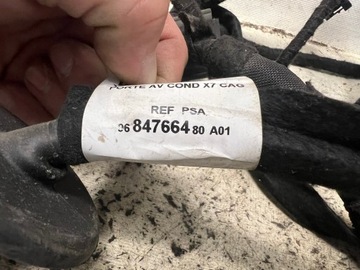 PORTE AV COND X7 CAG
REF PSA
96 847664 80 A01